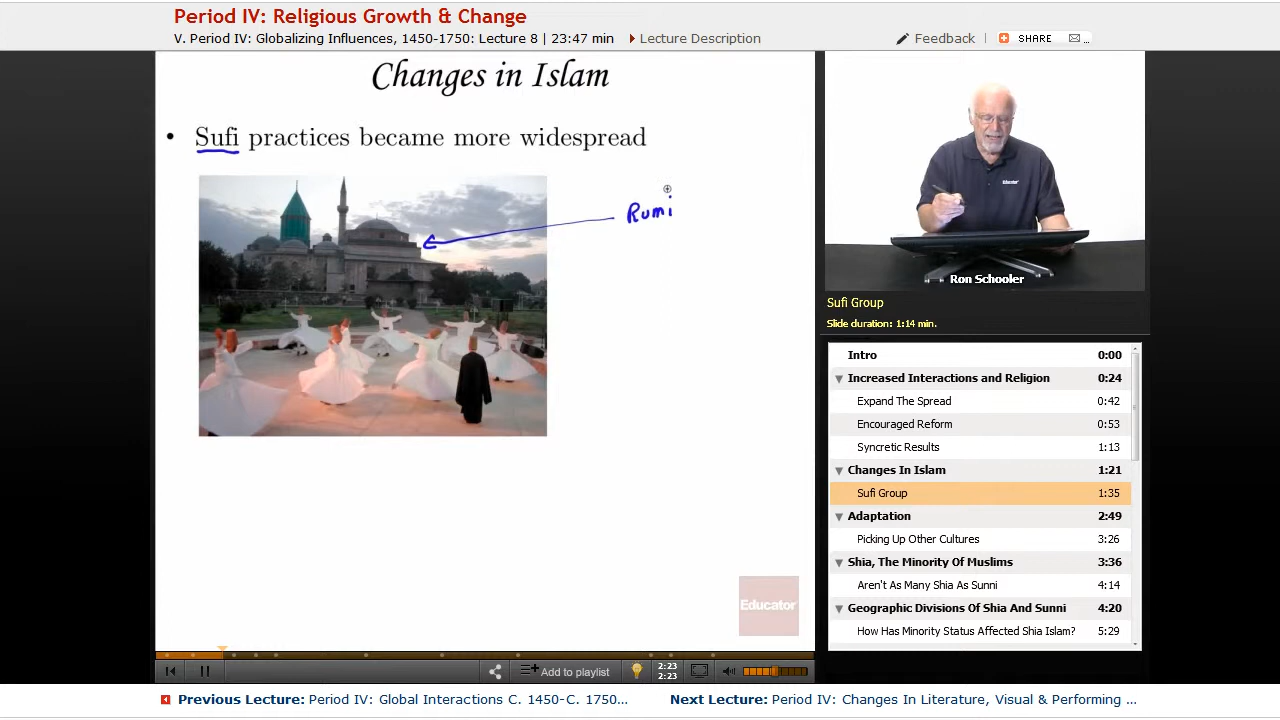 Period IV: Religious Growth & Change
V. Period IV: Globalizing Influences, 1450-1750: Lecture 8 | 23:47 min
Lecture Description
Feedback
SHARE
...
Changes in Islam
• Sufi practices became more widespread
Rumi
Educator
Educator
Ron Schooler
Sufi Group
Slide duration: 1:14 min.
Intro 0:00
Increased Interactions and Religion 0:24
Expand The Spread 0:42
Encouraged Reform 0:53
Syncretic Results 1:13
Changes In Islam 1:21
Sufi Group 1:35
Adaptation 2:49
Picking Up Other Cultures 3:26
Shia, The Minority Of Muslims 3:36
Aren't As Many Shia As Sunni 4:14
Geographic Divisions Of Shia And Sunni 4:20
How Has Minority Status Affected Shia Islam? 5:29
Add to playlist
2:23
2:23
Previous Lecture: Period IV: Global Interactions C. 1450-C. 1750...
Next Lecture: Period IV: Changes In Literature, Visual & Performing ...